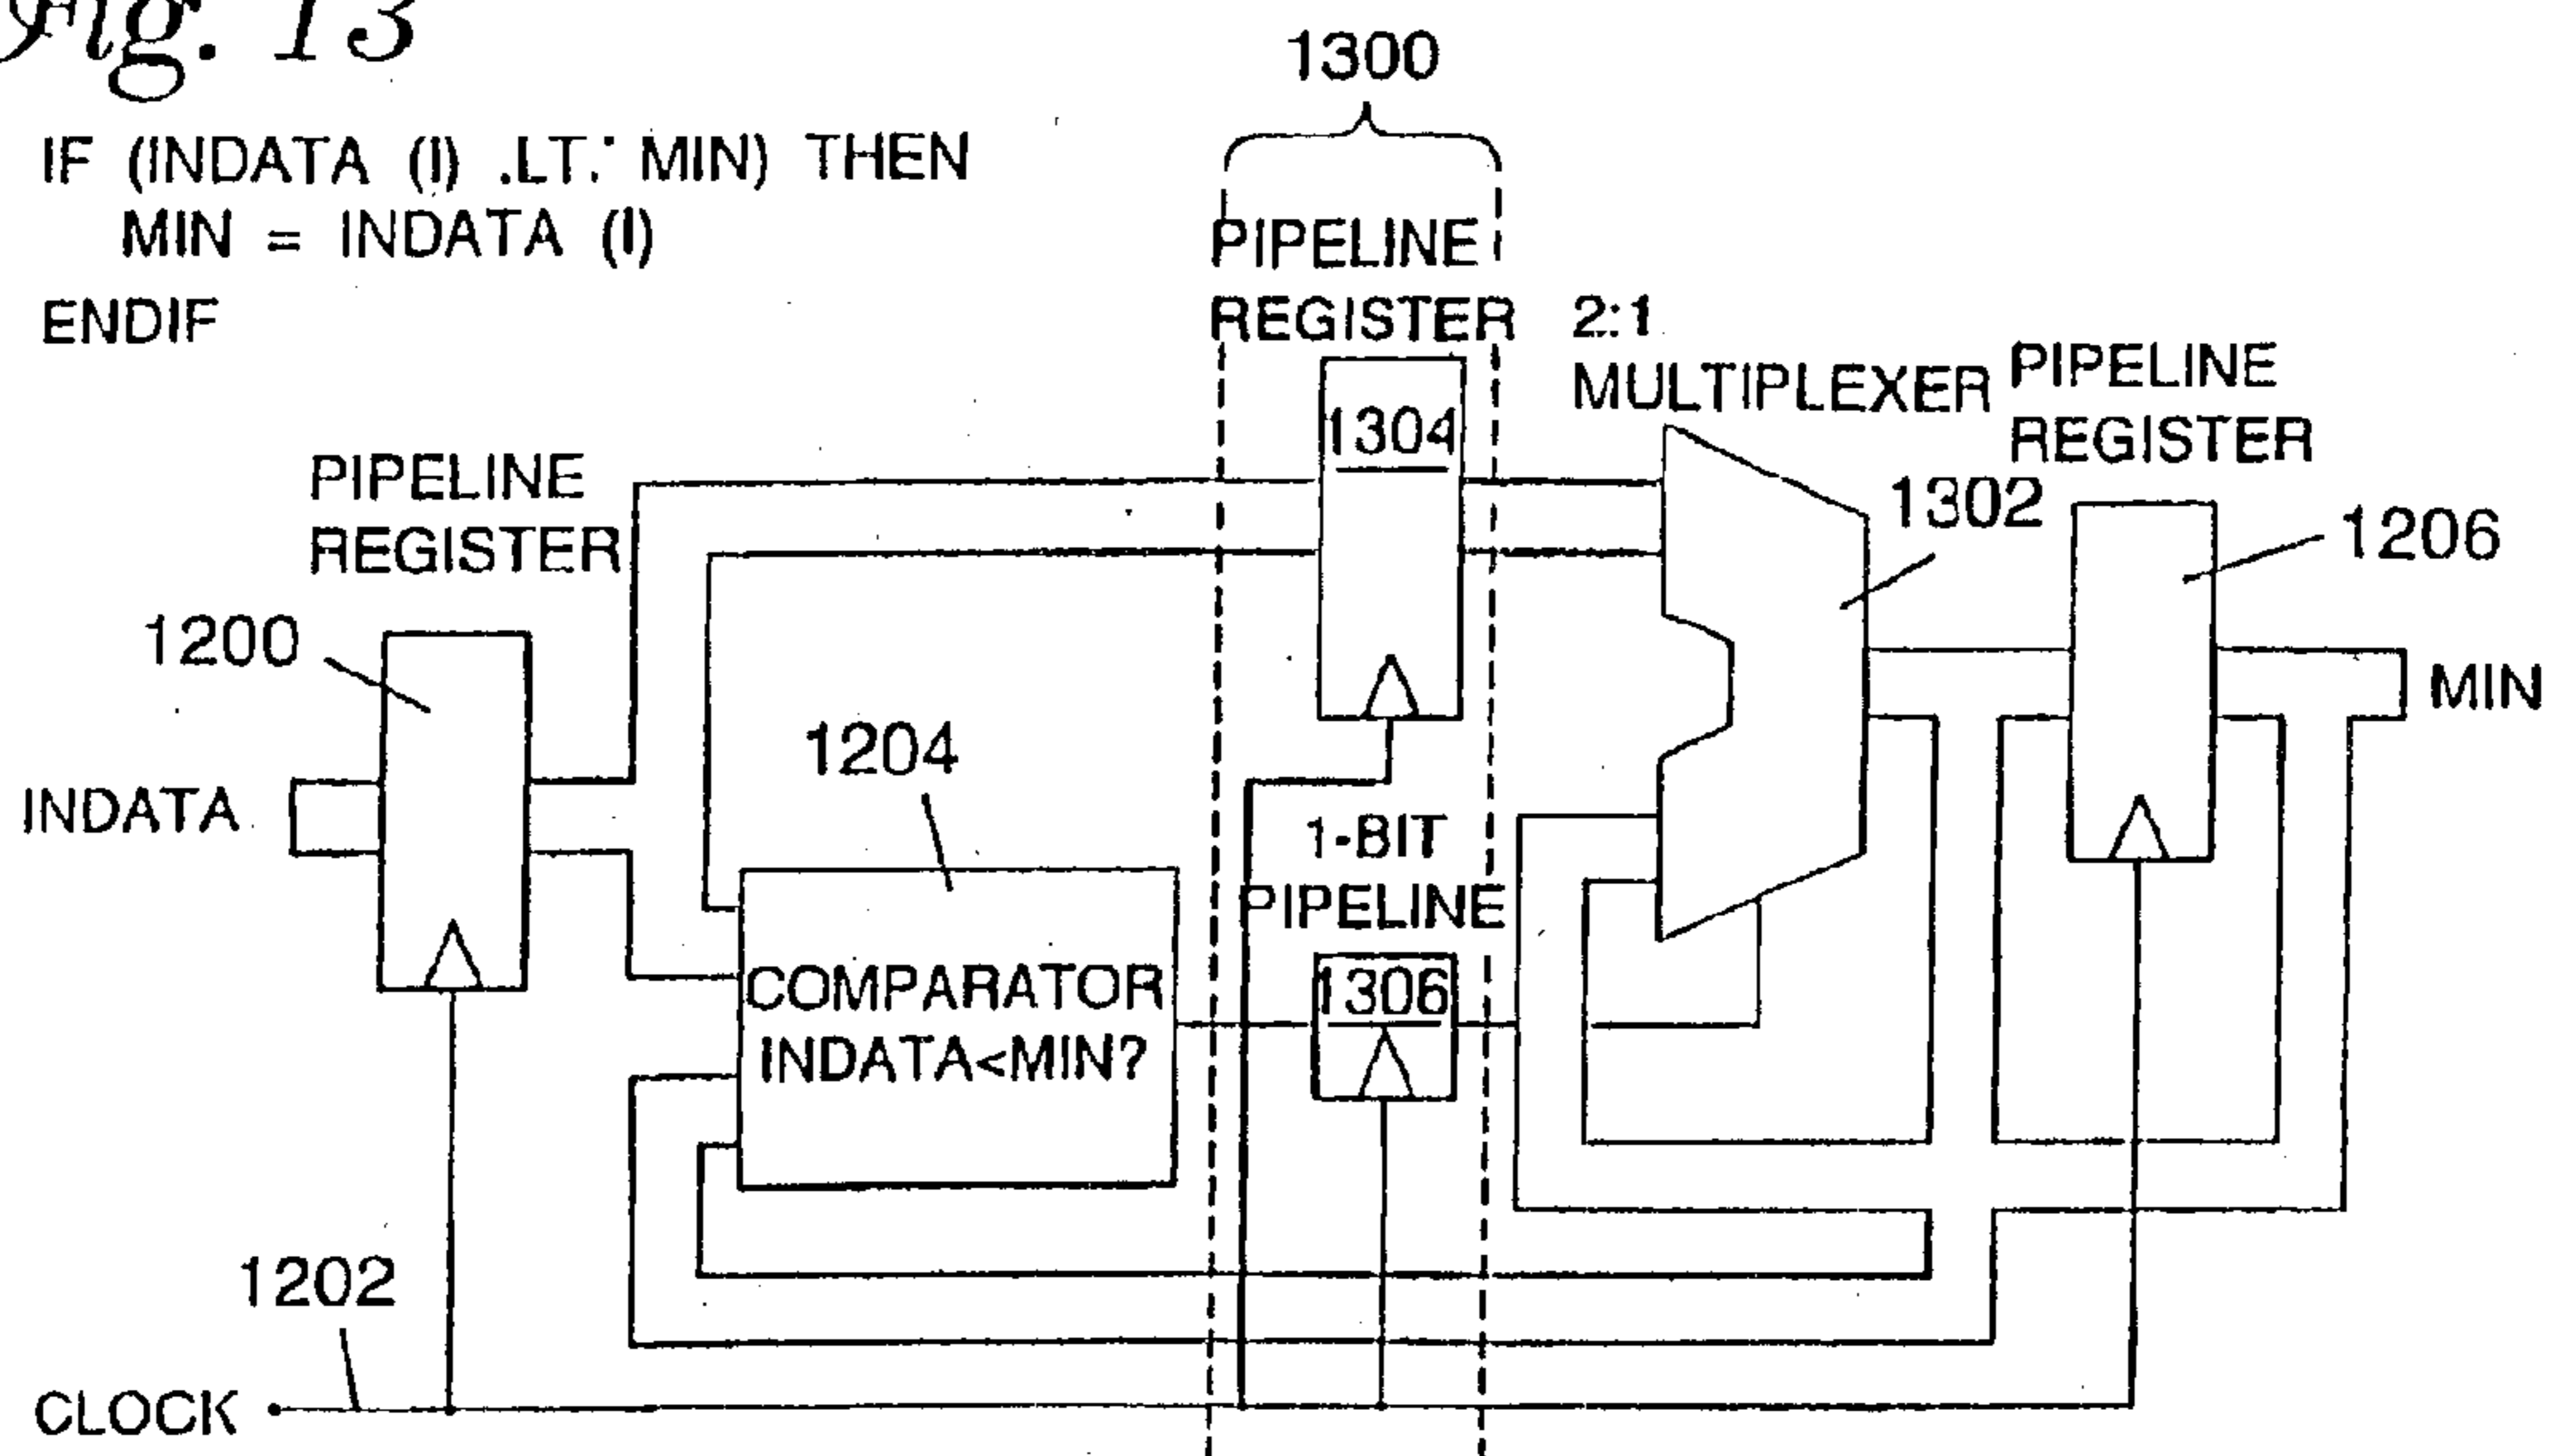 Fig. 13
IF (INDATA (I) .LT. MIN) THEN
MIN = INDATA (I)
ENDIF
1300
PIPELINE
REGISTER
1304
2:1
MULTIPLEXER
1302
PIPELINE
REGISTER
1206
MIN
PIPELINE
REGISTER
1200
INDATA
1204
COMPARATOR
INDATA<MIN?
1-BIT
PIPELINE
1306
1202
CLOCK